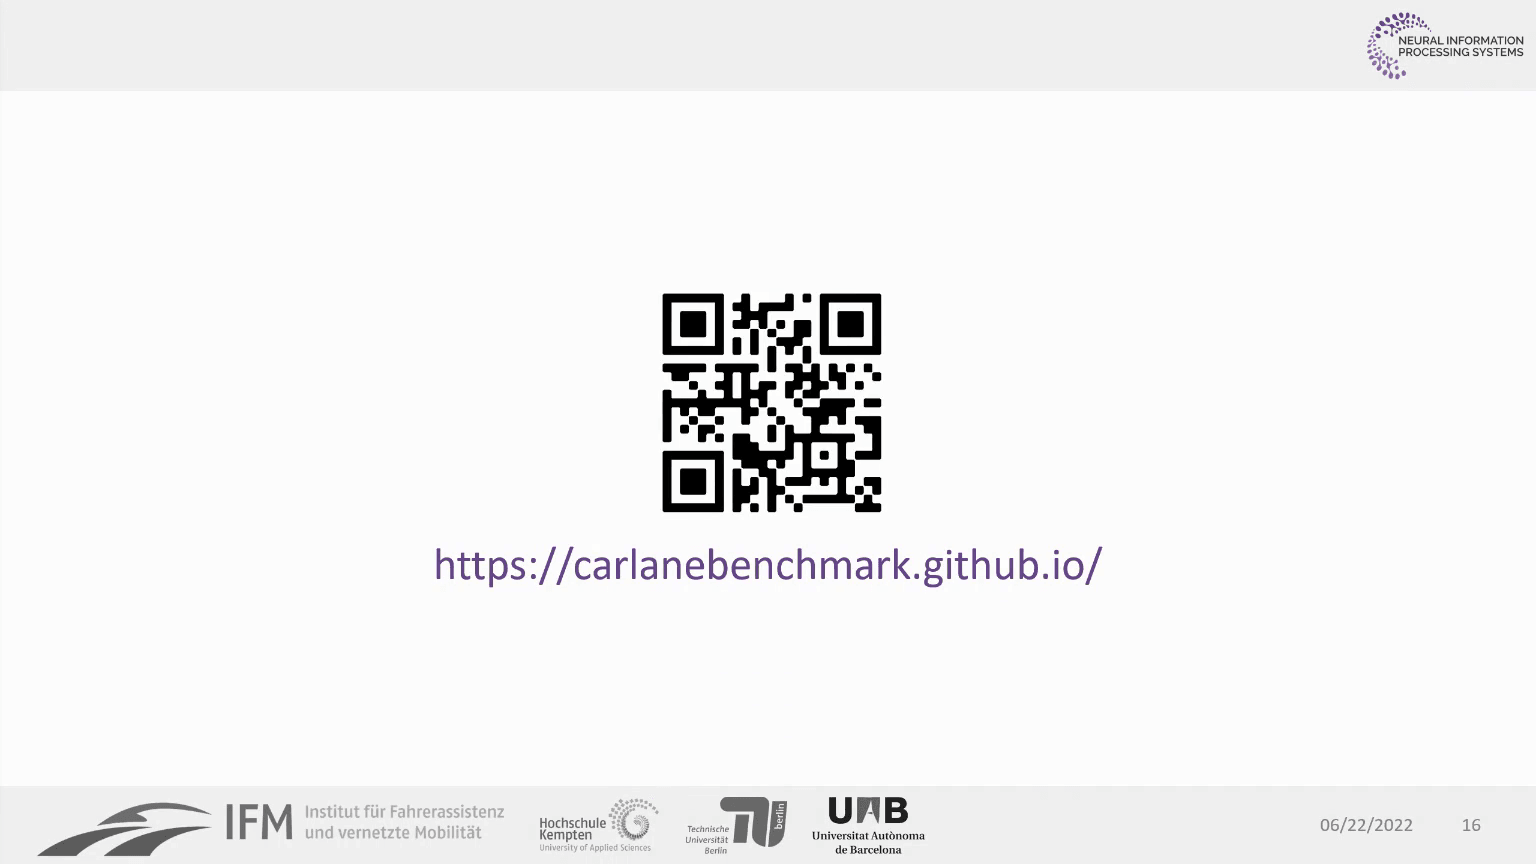 NEURAL INFORMATION
PROCESSING SYSTEMS
https://carlanebenchmark.github.io/
IFM
Institut für Fahrerassistenz
und vernetzte Mobilität
Hochschule
Kempten
University of Applied Sciences
Technische
Universität
Berlin
berlin
UAB
Universitat Autònoma
de Barcelona
06/22/2022
16